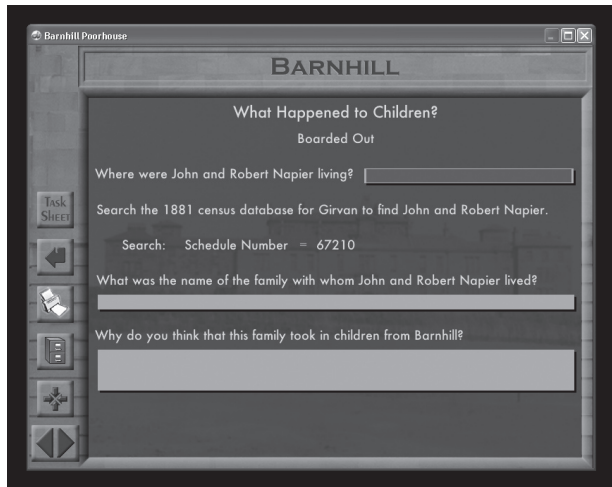 Barnhill Poorhouse
BARNHILL
What Happened to Children?
Boarded Out
Where were John and Robert Napier living?
TASK
SHEET
Search the 1881 census database for Girvan to find John and Robert Napier.
Search: Schedule Number = 67210
What was the name of the family with whom John and Robert Napier lived?
Why do you think that this family took in children from Barnhill?